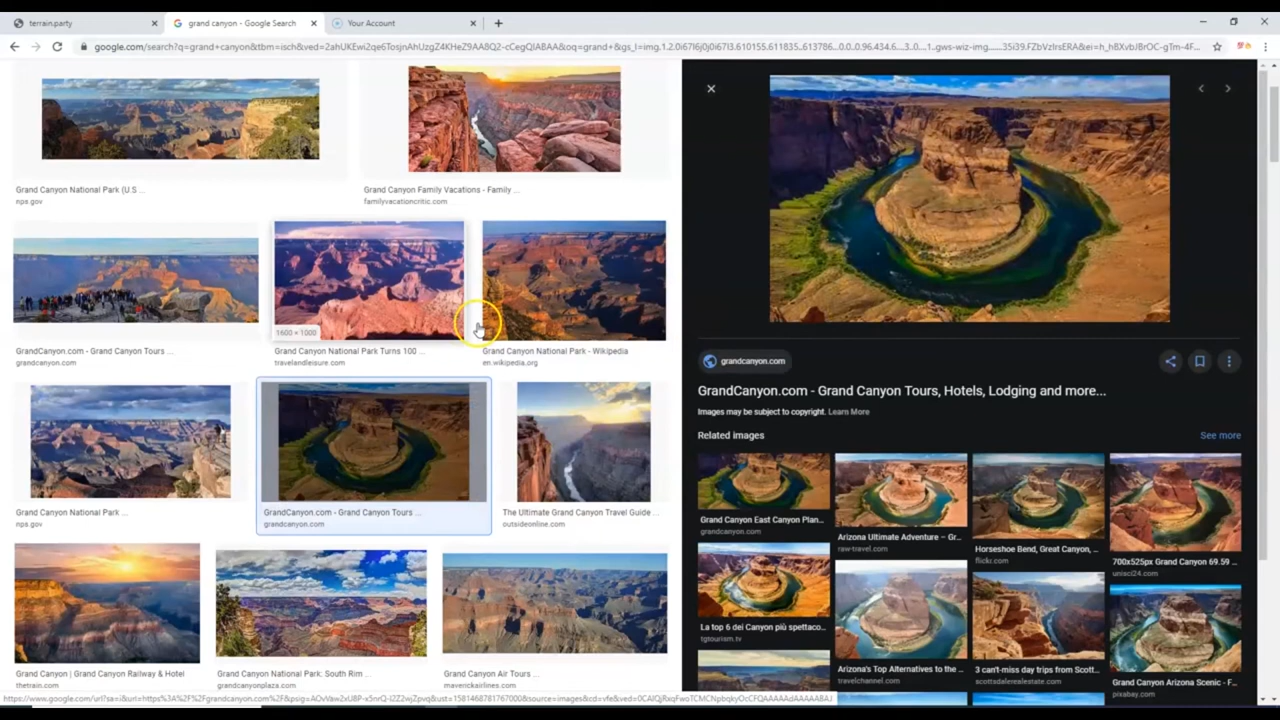 terrain.party
grand canyon - Google Search
Your Account
Grand Canyon National Park (U.S ...
nps.gov
Grand Canyon Family Vacations - Family ...
familyvacationcritic.com
1600 × 1000
GrandCanyon.com - Grand Canyon Tours ...
grandcanyon.com
Grand Canyon National Park Turns 100 ...
travelandleisure.com
Grand Canyon National Park - Wikipedia
en.wikipedia.org
Grand Canyon National Park ...
nps.gov
GrandCanyon.com - Grand Canyon Tours ...
grandcanyon.com
The Ultimate Grand Canyon Travel Guide ...
outsideonline.com
Grand Canyon | Grand Canyon Railway & Hotel
thetrain.com
Grand Canyon National Park: South Rim ...
grandcanyonplaza.com
Grand Canyon Air Tours ...
maverickairlines.com
grandcanyon.com
GrandCanyon.com - Grand Canyon Tours, Hotels, Lodging and more...
Images may be subject to copyright. Learn More
Related images
See more
Grand Canyon East Canyon Plan...
grandcanyon.com
Arizona Ultimate Adventure – Gr...
raw-travel.com
Horseshoe Bend, Great Canyon, ...
flickr.com
700x525px Grand Canyon 69.59 ...
unisci24.com
La top 6 dei Canyon più spettaco...
tgtourism.tv
Arizona's Top Alternatives to the ...
travelchannel.com
3 can't-miss day trips from Scott...
scottsdalerealestate.com
Grand Canyon Arizona Scenic - F...
pixabay.com